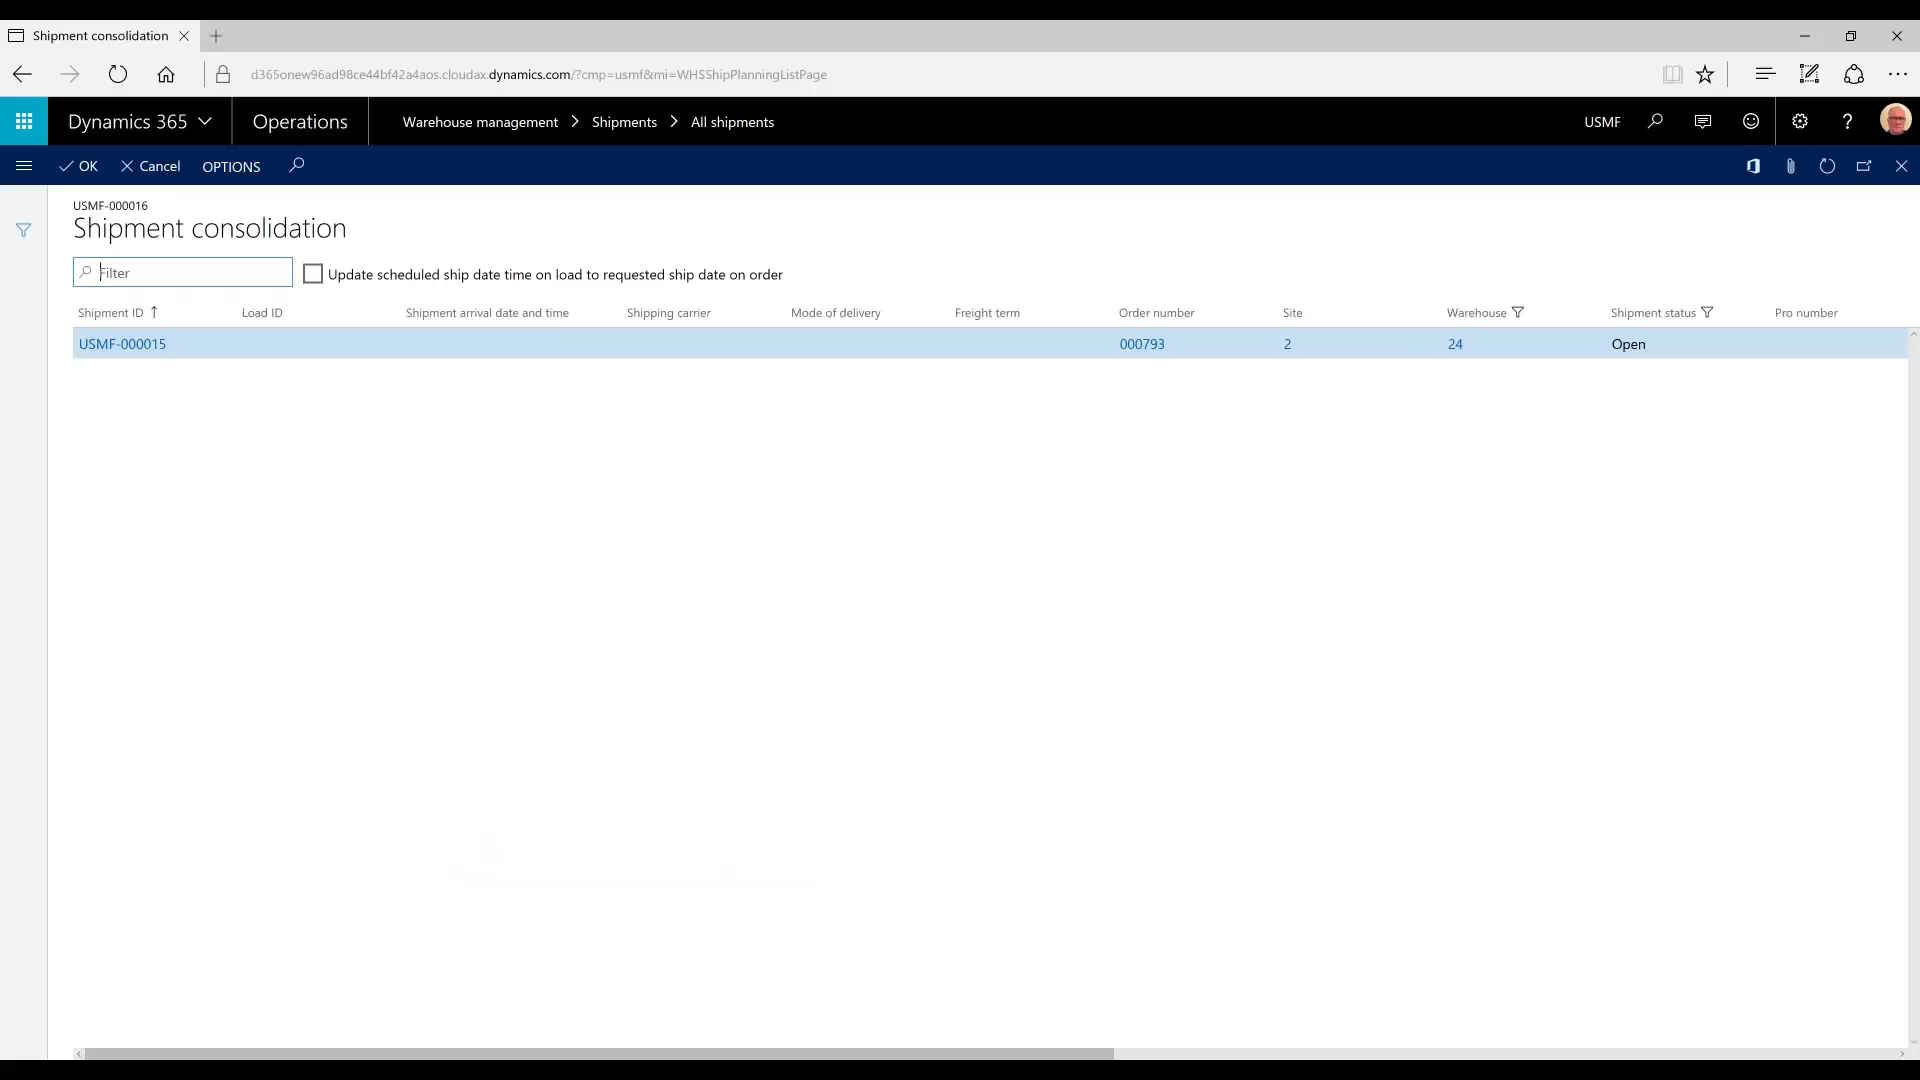 Shipment consolidation
d365onew96ad98ce44bf42a4aos.cloudax.dynamics.com/?cmp=usmf&mi=WHSShipPlanningListPage
Dynamics 365 Operations Warehouse management > Shipments > All shipments USMF ?
OK Cancel OPTIONS
USMF-000016
Shipment consolidation
Filter Update scheduled ship date time on load to requested ship date on order
Shipment ID ↑ Load ID Shipment arrival date and time Shipping carrier Mode of delivery Freight term Order number Site Warehouse Shipment status Pro number
USMF-000015 000793 2 24 Open